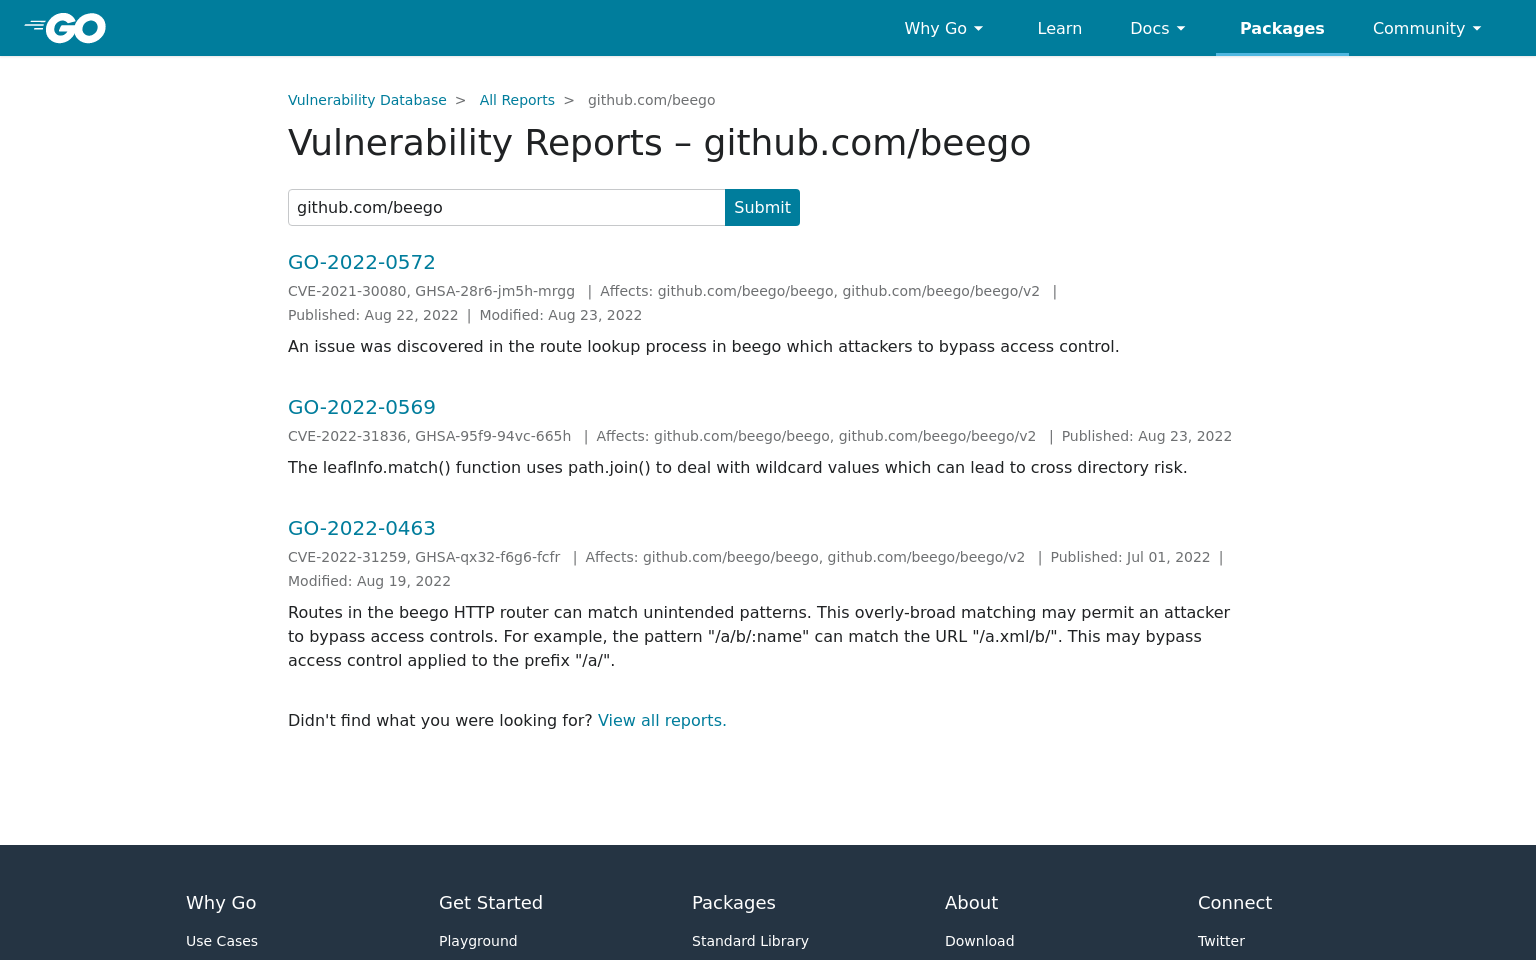 GO
Why Go
Learn
Docs
Packages
Community
Vulnerability Database > All Reports > github.com/beego
Vulnerability Reports – github.com/beego
github.com/beego
Submit
GO-2022-0572
CVE-2021-30080, GHSA-28r6-jm5h-mrgg | Affects: github.com/beego/beego, github.com/beego/beego/v2 |
Published: Aug 22, 2022 | Modified: Aug 23, 2022
An issue was discovered in the route lookup process in beego which attackers to bypass access control.
GO-2022-0569
CVE-2022-31836, GHSA-95f9-94vc-665h | Affects: github.com/beego/beego, github.com/beego/beego/v2 | Published: Aug 23, 2022
The leafInfo.match() function uses path.join() to deal with wildcard values which can lead to cross directory risk.
GO-2022-0463
CVE-2022-31259, GHSA-qx32-f6g6-fcfr | Affects: github.com/beego/beego, github.com/beego/beego/v2 | Published: Jul 01, 2022 |
Modified: Aug 19, 2022
Routes in the beego HTTP router can match unintended patterns. This overly-broad matching may permit an attacker
to bypass access controls. For example, the pattern "/a/b/:name" can match the URL "/a.xml/b/". This may bypass
access control applied to the prefix "/a/".
Didn't find what you were looking for? View all reports.
Why Go
Use Cases
Get Started
Playground
Packages
Standard Library
About
Download
Connect
Twitter